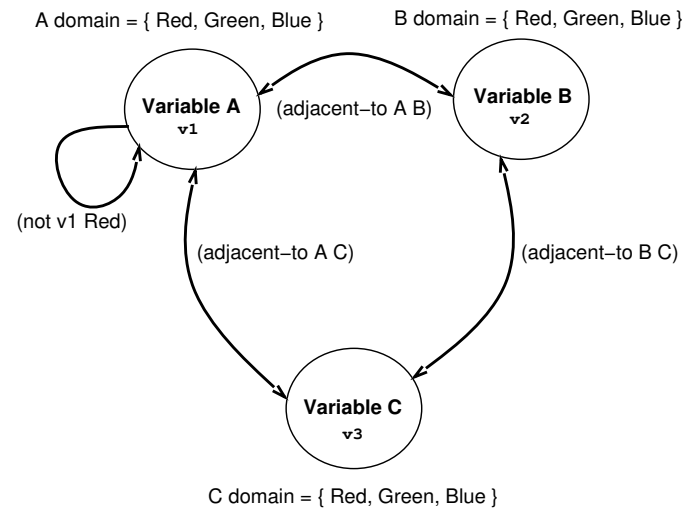 A domain = { Red, Green, Blue }
B domain = { Red, Green, Blue }
Variable A
v1
(adjacent−to A B)
Variable B
v2
(not v1 Red)
(adjacent−to A C)
(adjacent−to B C)
Variable C
v3
C domain = { Red, Green, Blue }